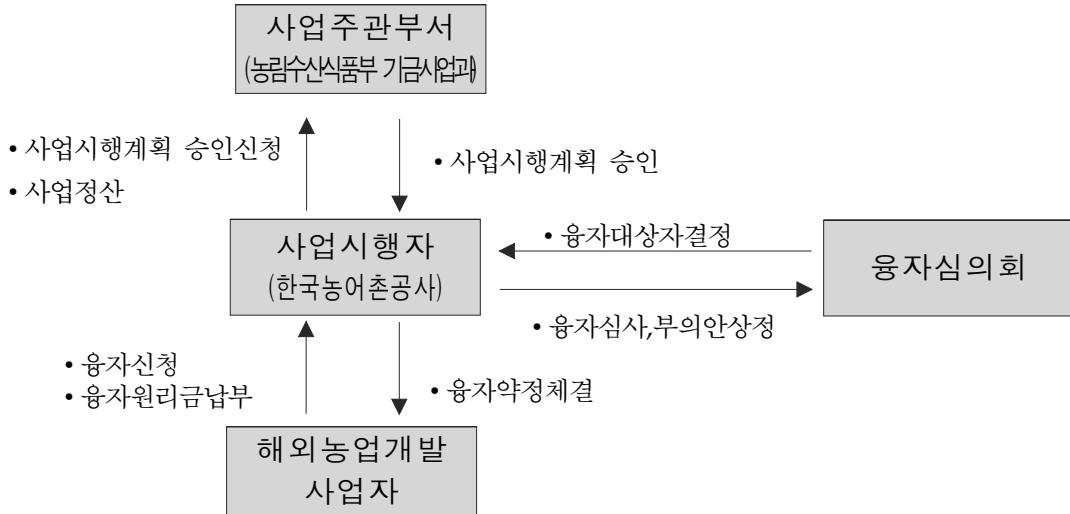 사업주관부서
(농림수산식품부 기금사업과)
• 사업시행계획 승인신청
• 사업정산
• 사업시행계획 승인
사업시행자
(한국농어촌공사)
• 융자대상자결정
융자심의회
• 융자심사,부의안상정
• 융자신청
• 융자원리금납부
• 융자약정체결
해외농업개발
사업자